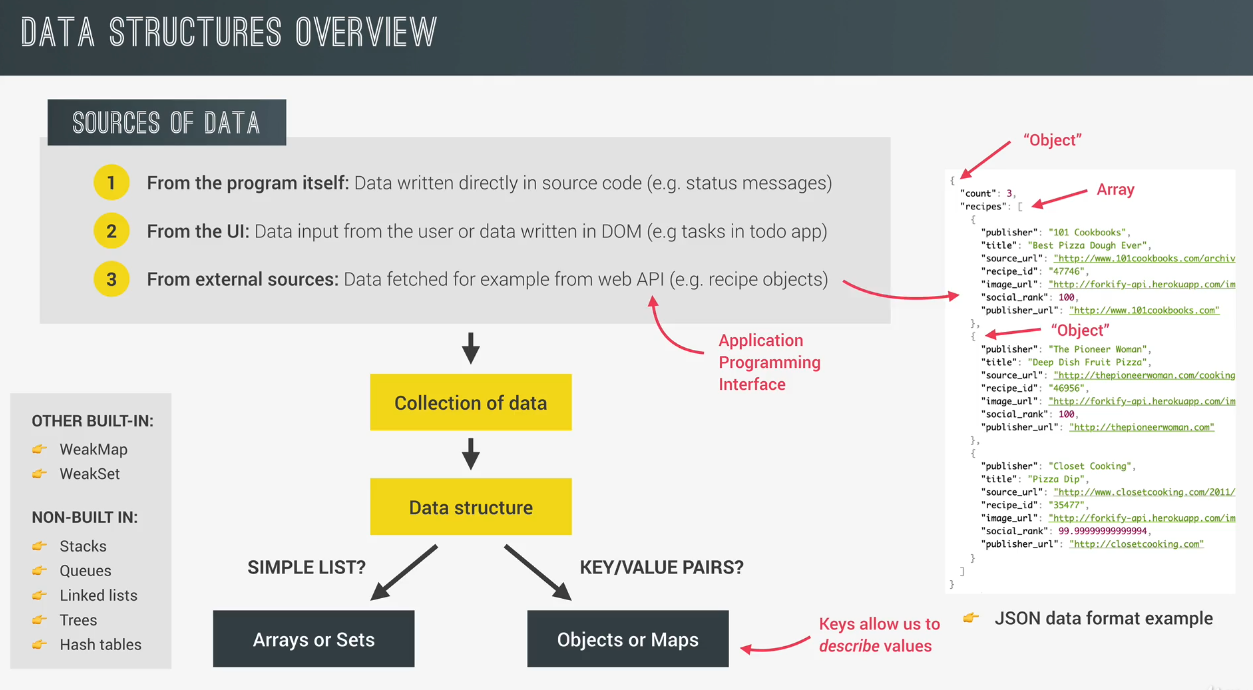 DATA STRUCTURES OVERVIEW
SOURCES OF DATA
1 From the program itself: Data written directly in source code (e.g. status messages)
2 From the UI: Data input from the user or data written in DOM (e.g tasks in todo app)
3 From external sources: Data fetched for example from web API (e.g. recipe objects)
Application
Programming
Interface
Collection of data
Data structure
SIMPLE LIST?
KEY/VALUE PAIRS?
Arrays or Sets
Objects or Maps
Keys allow us to
describe values
OTHER BUILT-IN:
WeakMap
WeakSet
NON-BUILT IN:
Stacks
Queues
Linked lists
Trees
Hash tables
“Object”
Array
“Object”
{
"count": 3,
"recipes": [
{
"publisher": "101 Cookbooks",
"title": "Best Pizza Dough Ever",
"source_url": "http://www.101cookbooks.com/archiv
"recipe_id": "47746",
"image_url": "http://forkify-api.herokuapp.com/im
"social_rank": 100,
"publisher_url": "http://www.101cookbooks.com"
},
{
"publisher": "The Pioneer Woman",
"title": "Deep Dish Fruit Pizza",
"source_url": "http://thepioneerwoman.com/cooking
"recipe_id": "46956",
"image_url": "http://forkify-api.herokuapp.com/im
"social_rank": 100,
"publisher_url": "http://thepioneerwoman.com"
},
{
"publisher": "Closet Cooking",
"title": "Pizza Dip",
"source_url": "http://www.closetcooking.com/2011/
"recipe_id": "35477",
"image_url": "http://forkify-api.herokuapp.com/im
"social_rank": 99.99999999999994,
"publisher_url": "http://closetcooking.com"
}
]
}
JSON data format example